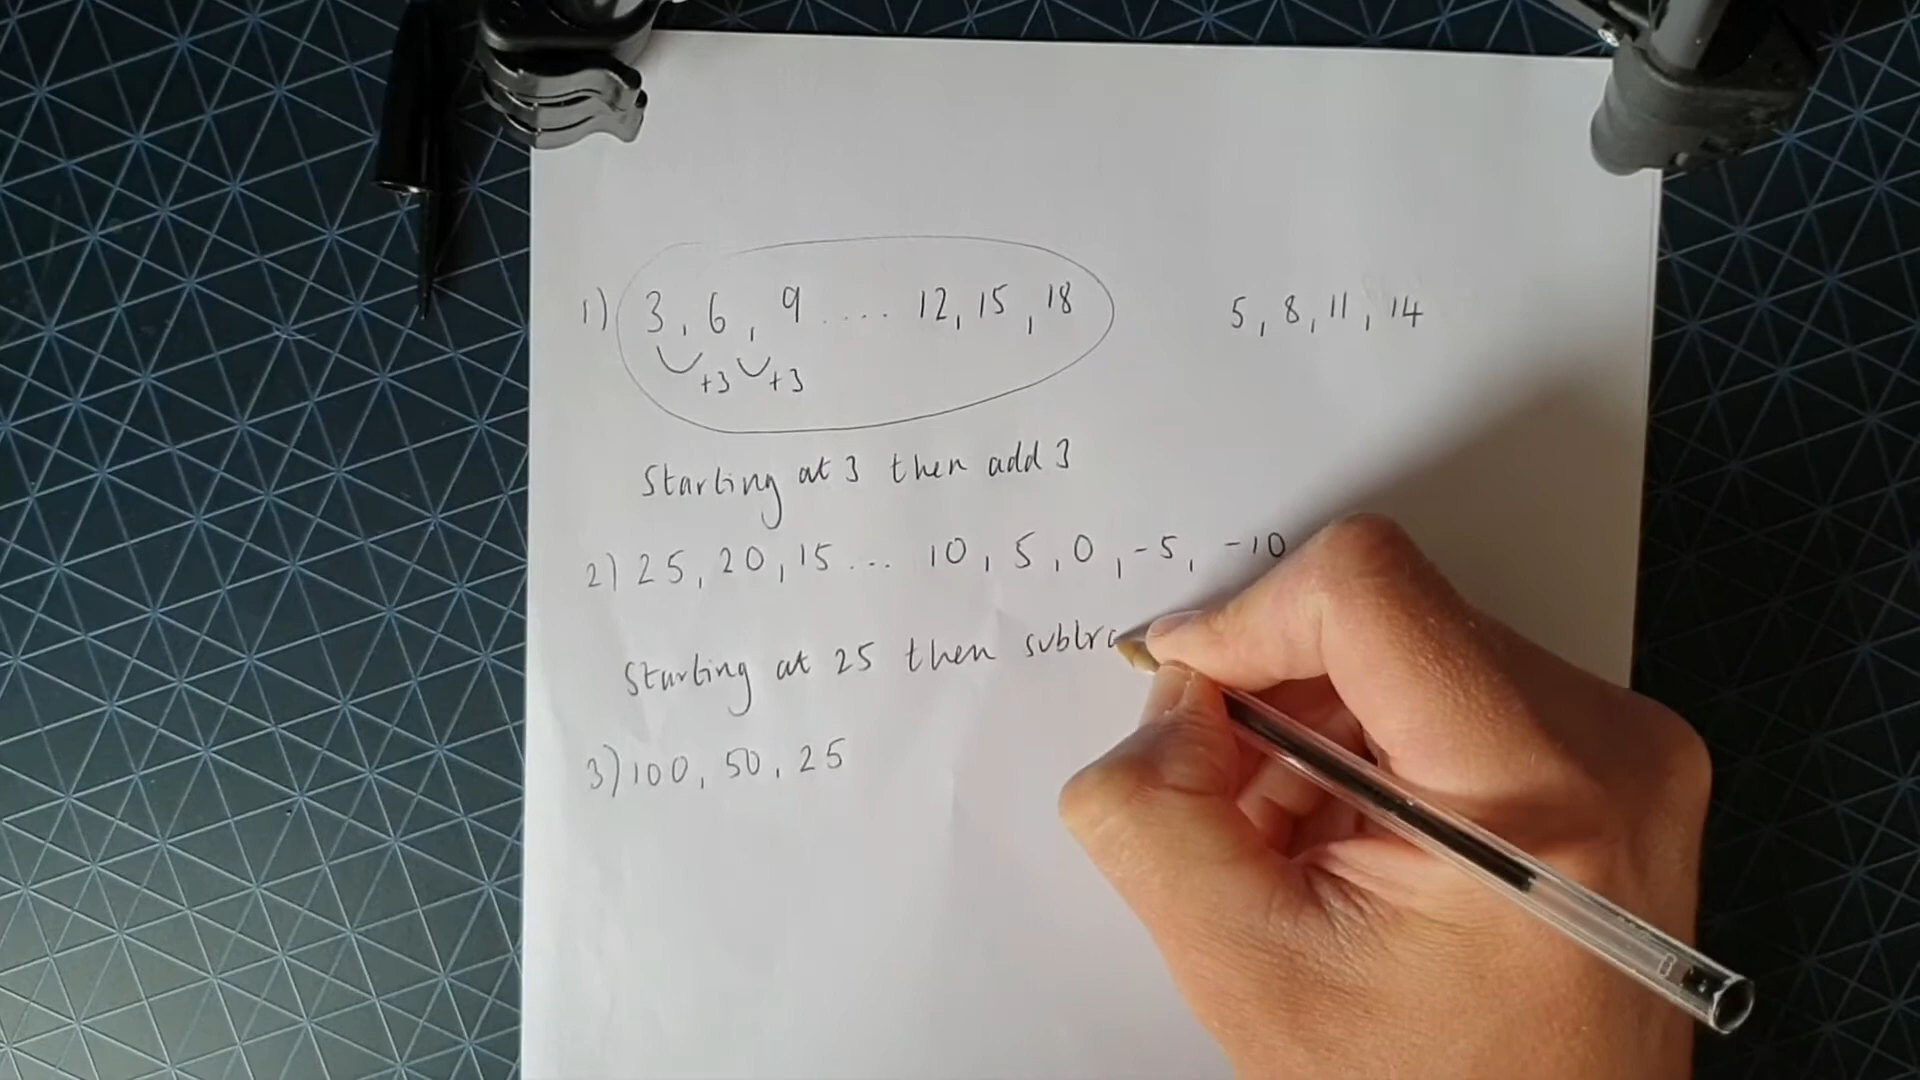 1) 3, 6, 9 .... 12, 15, 18
5, 8, 11, 14
+3 +3
Starting at 3 then add 3
2) 25, 20, 15 ... 10, 5, 0, -5, -10
Starting at 25 then subtra
3) 100, 50, 25